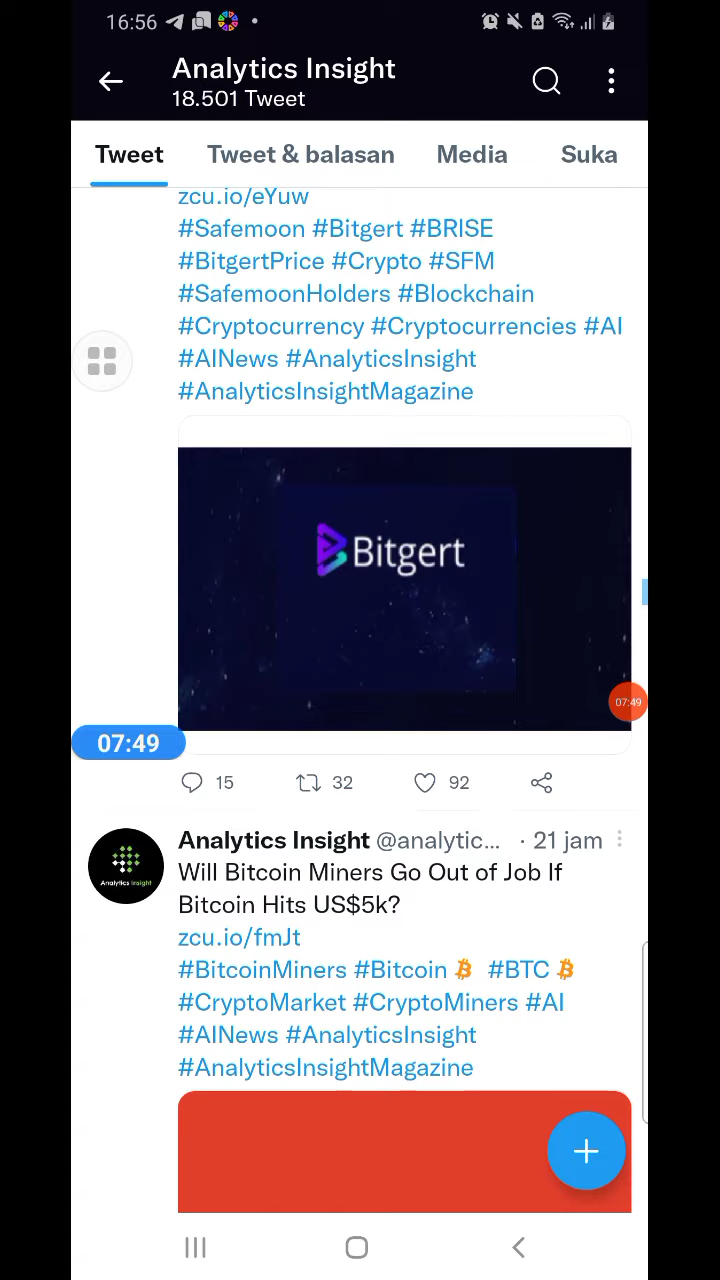 16:56
Analytics Insight
18.501 Tweet
Tweet Tweet & balasan Media Suka
zcu.io/eYuw
#Safemoon #Bitgert #BRISE
#BitgertPrice #Crypto #SFM
#SafemoonHolders #Blockchain
#Cryptocurrency #Cryptocurrencies #AI
#AINews #AnalyticsInsight
#AnalyticsInsightMagazine
Bitgert
07:49
07:49
15 32 92
Analytics Insight @analytic... · 21 jam
Will Bitcoin Miners Go Out of Job If
Bitcoin Hits US$5k?
zcu.io/fmJt
#BitcoinMiners #Bitcoin #BTC
#CryptoMarket #CryptoMiners #AI
#AINews #AnalyticsInsight
#AnalyticsInsightMagazine
Analytics Insight